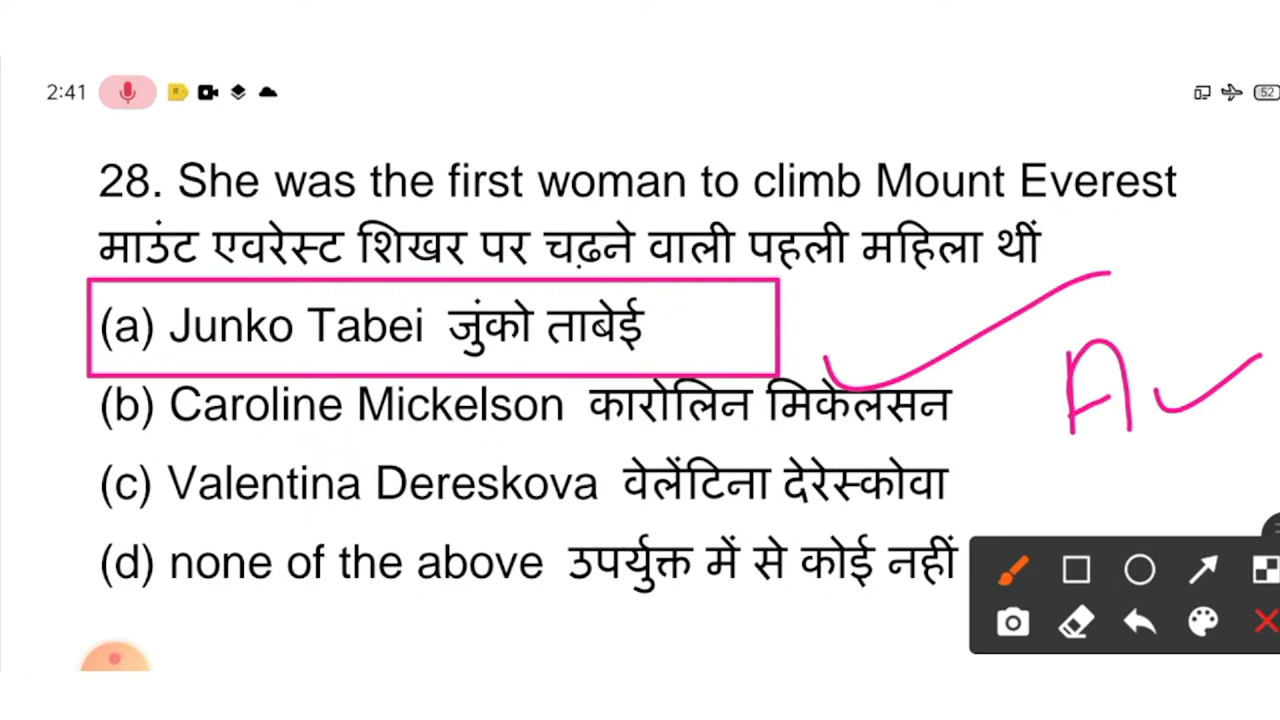 2:41 R 52
28. She was the first woman to climb Mount Everest
माउंट एवरेस्ट शिखर पर चढ़ने वाली पहली महिला थीं
(a) Junko Tabei जुंको ताबेई
(b) Caroline Mickelson कारोलिन मिकेलसन
A
(c) Valentina Dereskova वेलेंटिना देरेस्कोवा
(d) none of the above उपर्युक्त में से कोई नहीं